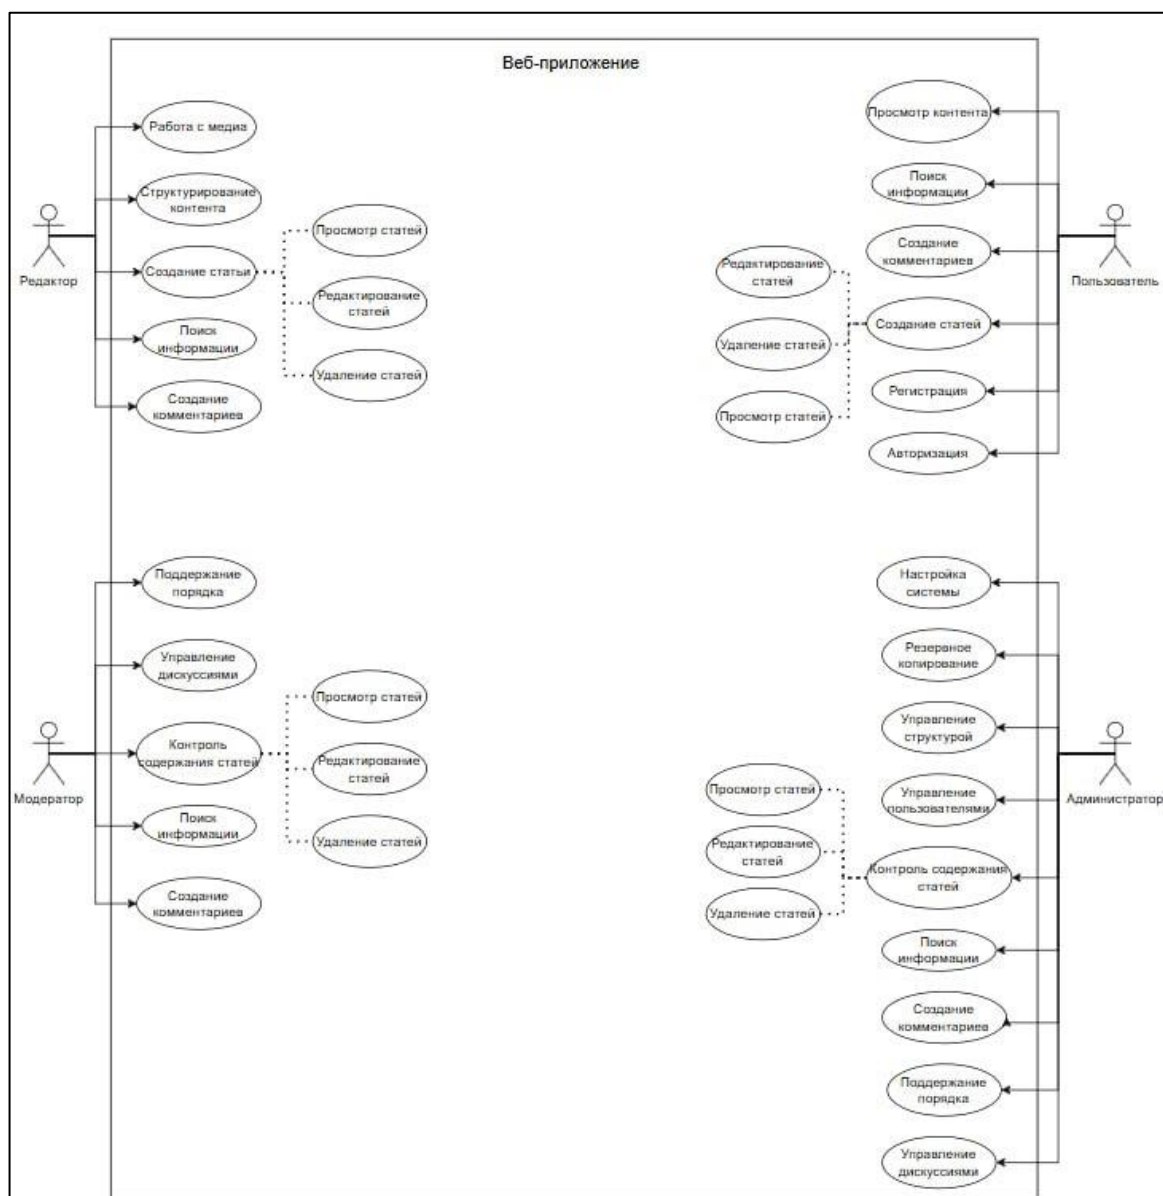 Веб-приложение
Работа с медиа
Структурирование
контента
Просмотр статей
Редактор
Создание статьи
Редактирование
статей
Поиск
информации
Удаление статей
Создание
комментариев
Просмотр контента
Поиск
информации
Создание
комментариев
Пользователь
Редактирование
статей
Создание статей
Удаление статей
Регистрация
Просмотр статей
Авторизация
Поддержание
порядка
Управление
дискуссиями
Просмотр статей
Модератор
Контроль
содержания статей
Редактирование
статей
Поиск
информации
Удаление статей
Создание
комментариев
Настройка
системы
Резервное
копирование
Управление
структурой
Администратор
Управление
пользователями
Просмотр статей
Редактирование
статей
Контроль содержания
статей
Удаление статей
Поиск
информации
Создание
комментариев
Поддержание
порядка
Управление
дискуссиями